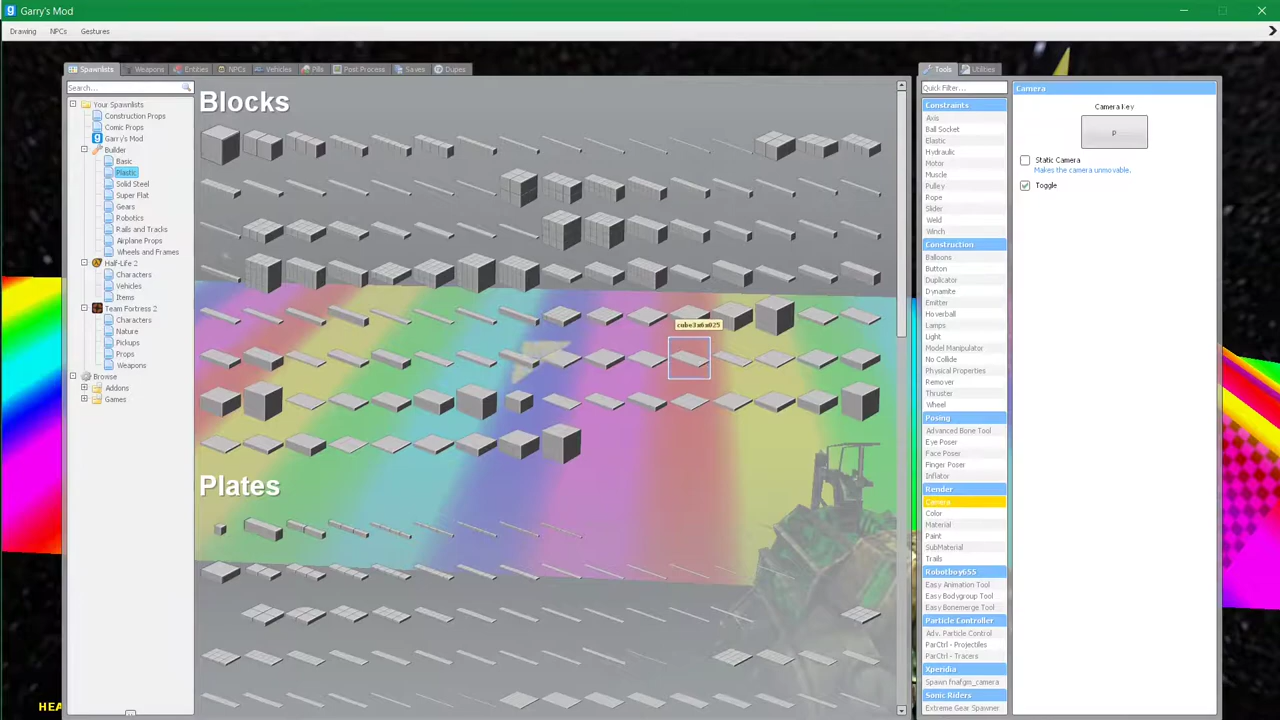 Garry's Mod
Drawing NPCs Gestures
Spawnlists Weapons Entities NPCs Vehicles Pills Post Process Saves Dupes
Search...
Your Spawnlists
Construction Props
Comic Props
Garry's Mod
Builder
Basic
Plastic
Solid Steel
Super Flat
Gears
Robotics
Rails and Tracks
Airplane Props
Wheels and Frames
Half-Life 2
Characters
Vehicles
Items
Team Fortress 2
Characters
Nature
Pickups
Props
Weapons
Browse
Addons
Games
Blocks
cube3x6x025
Plates
HEA
Tools Utilities
Quick Filter...
Constraints
Axis
Ball Socket
Elastic
Hydraulic
Motor
Muscle
Pulley
Rope
Slider
Weld
Winch
Construction
Balloons
Button
Duplicator
Dynamite
Emitter
Hoverball
Lamps
Light
Model Manipulator
No Collide
Physical Properties
Remover
Thruster
Wheel
Posing
Advanced Bone Tool
Eye Poser
Face Poser
Finger Poser
Inflator
Render
Camera
Color
Material
Paint
SubMaterial
Trails
Robotboy655
Easy Animation Tool
Easy Bodygroup Tool
Easy Bonemerge Tool
Particle Controller
Adv. Particle Control
ParCtrl - Projectiles
ParCtrl - Tracers
Xperidia
Spawn fnafgm_camera
Sonic Riders
Extreme Gear Spawner
Camera
Camera Key
P
Static Camera
Makes the camera unmovable.
Toggle